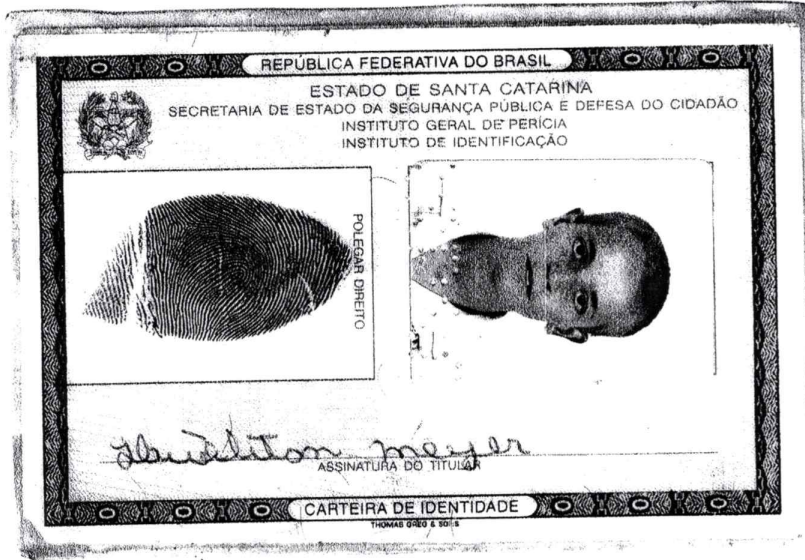 REPÚBLICA FEDERATIVA DO BRASIL
ESTADO DE SANTA CATARINA
SECRETARIA DE ESTADO DA SEGURANÇA PÚBLICA E DEFESA DO CIDADÃO
INSTITUTO GERAL DE PERÍCIA
INSTITUTO DE IDENTIFICAÇÃO
POLEGAR DIREITO
meyer
ASSINATURA DO TITULAR
CARTEIRA DE IDENTIDADE
THOMAS GREG & SONS